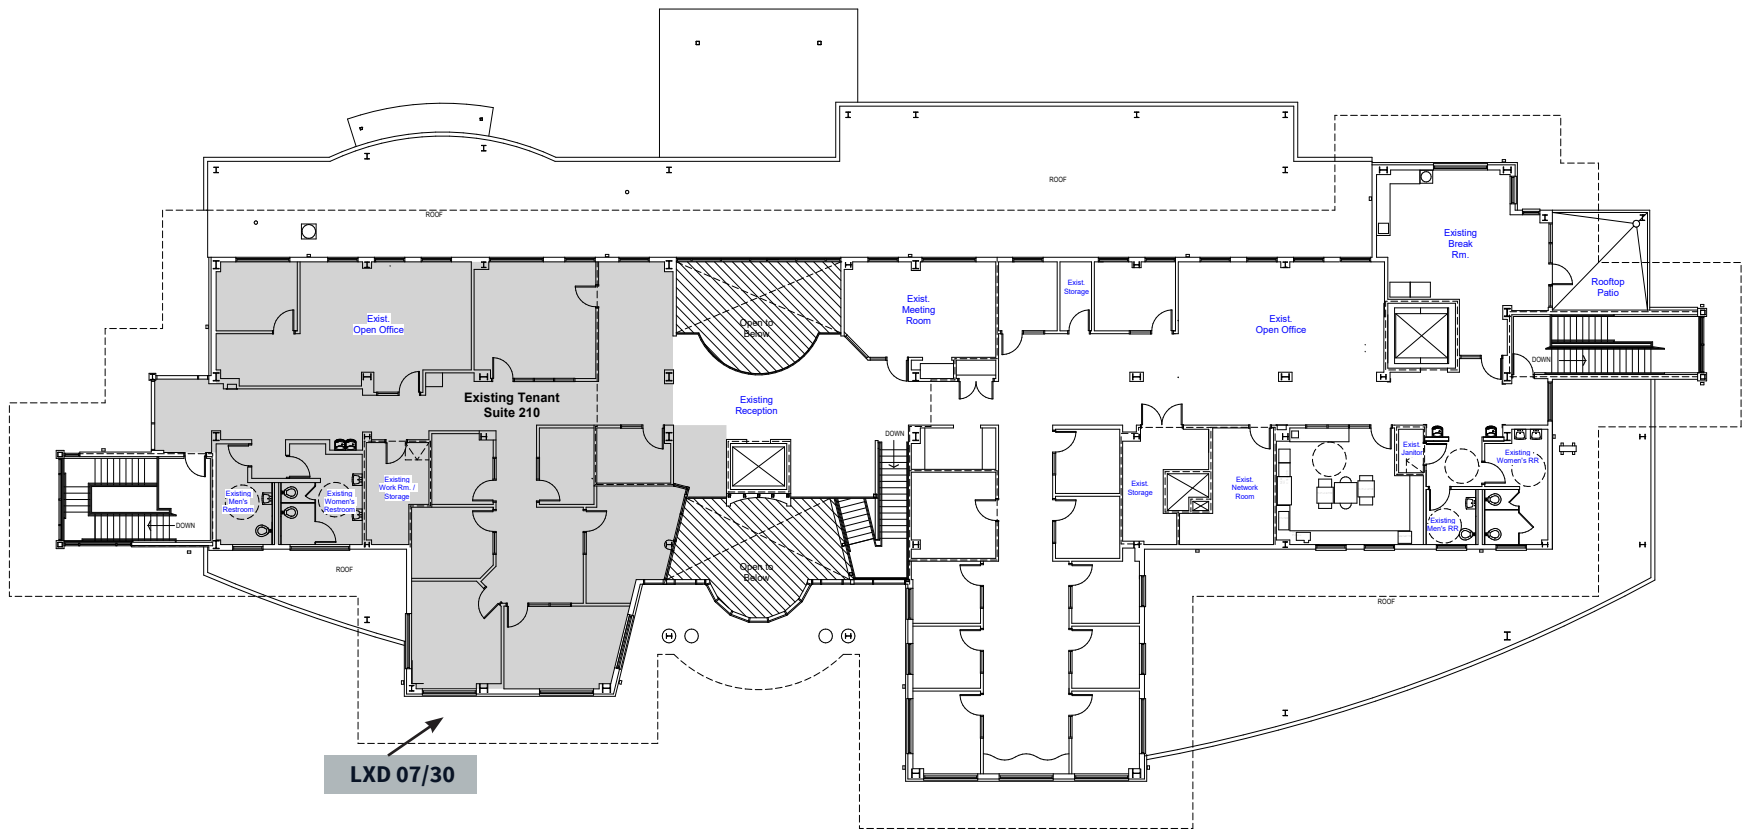 ROOF
ROOF
Existing
Break
Rm.
Rooftop
Patio
Exist.
Open Office
Open to
Below
Exist.
Meeting
Room
Exist.
Storage
Exist.
Open Office
DOWN
Existing Tenant
Suite 210
Existing
Reception
DOWN
Existing
Men's
Restroom
Existing
Women's
Restroom
Existing
Work Rm. /
Storage
Exist.
Storage
Exist.
Network
Room
Exist.
Janitor
Existing
Women's RR
Existing
Men's RR
DOWN
ROOF
Open to
Below
ROOF
LXD 07/30